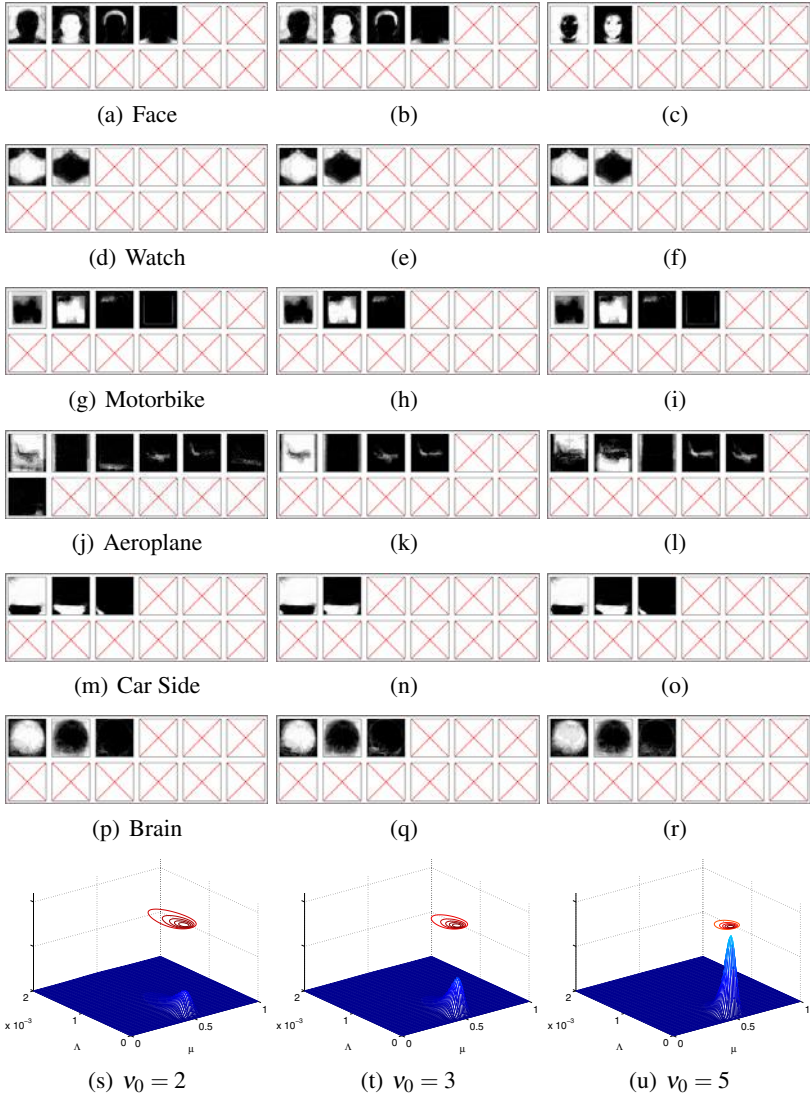 (a) Face (b) (c)
(d) Watch (e) (f)
(g) Motorbike (h) (i)
(j) Aeroplane (k) (l)
(m) Car Side (n) (o)
(p) Brain (q) (r)
2 1 0 x 10⁻³ Λ 0 0.5 1 μ
2 1 0 x 10⁻³ Λ 0 0.5 1 μ
2 1 0 x 10⁻³ Λ 0 0.5 1 μ
(s) ν₀ = 2 (t) ν₀ = 3 (u) ν₀ = 5